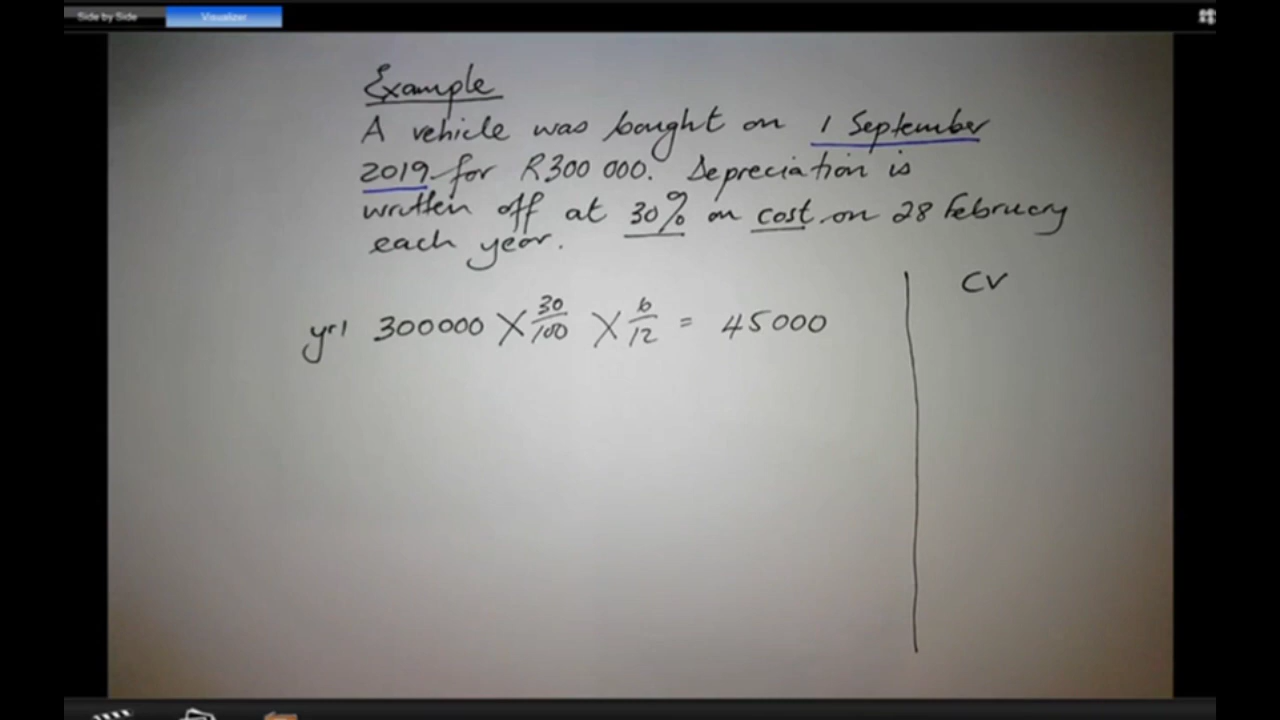 Side by Side
Visualizer
Example
A vehicle was bought on 1 September
2019 for R300 000. Depreciation is
written off at 30% on cost on 28 February
each year.
CV
yr1 300000 X 30/100 X 6/12 = 45000